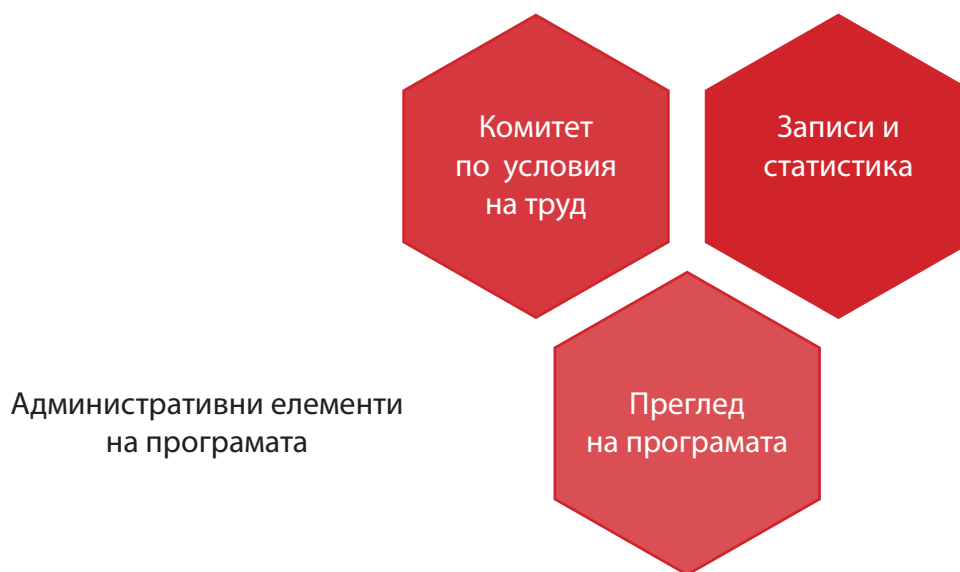 Комитет
по условия
на труд
Записи и
статистика
Административни елементи
на програмата
Преглед
на програмата